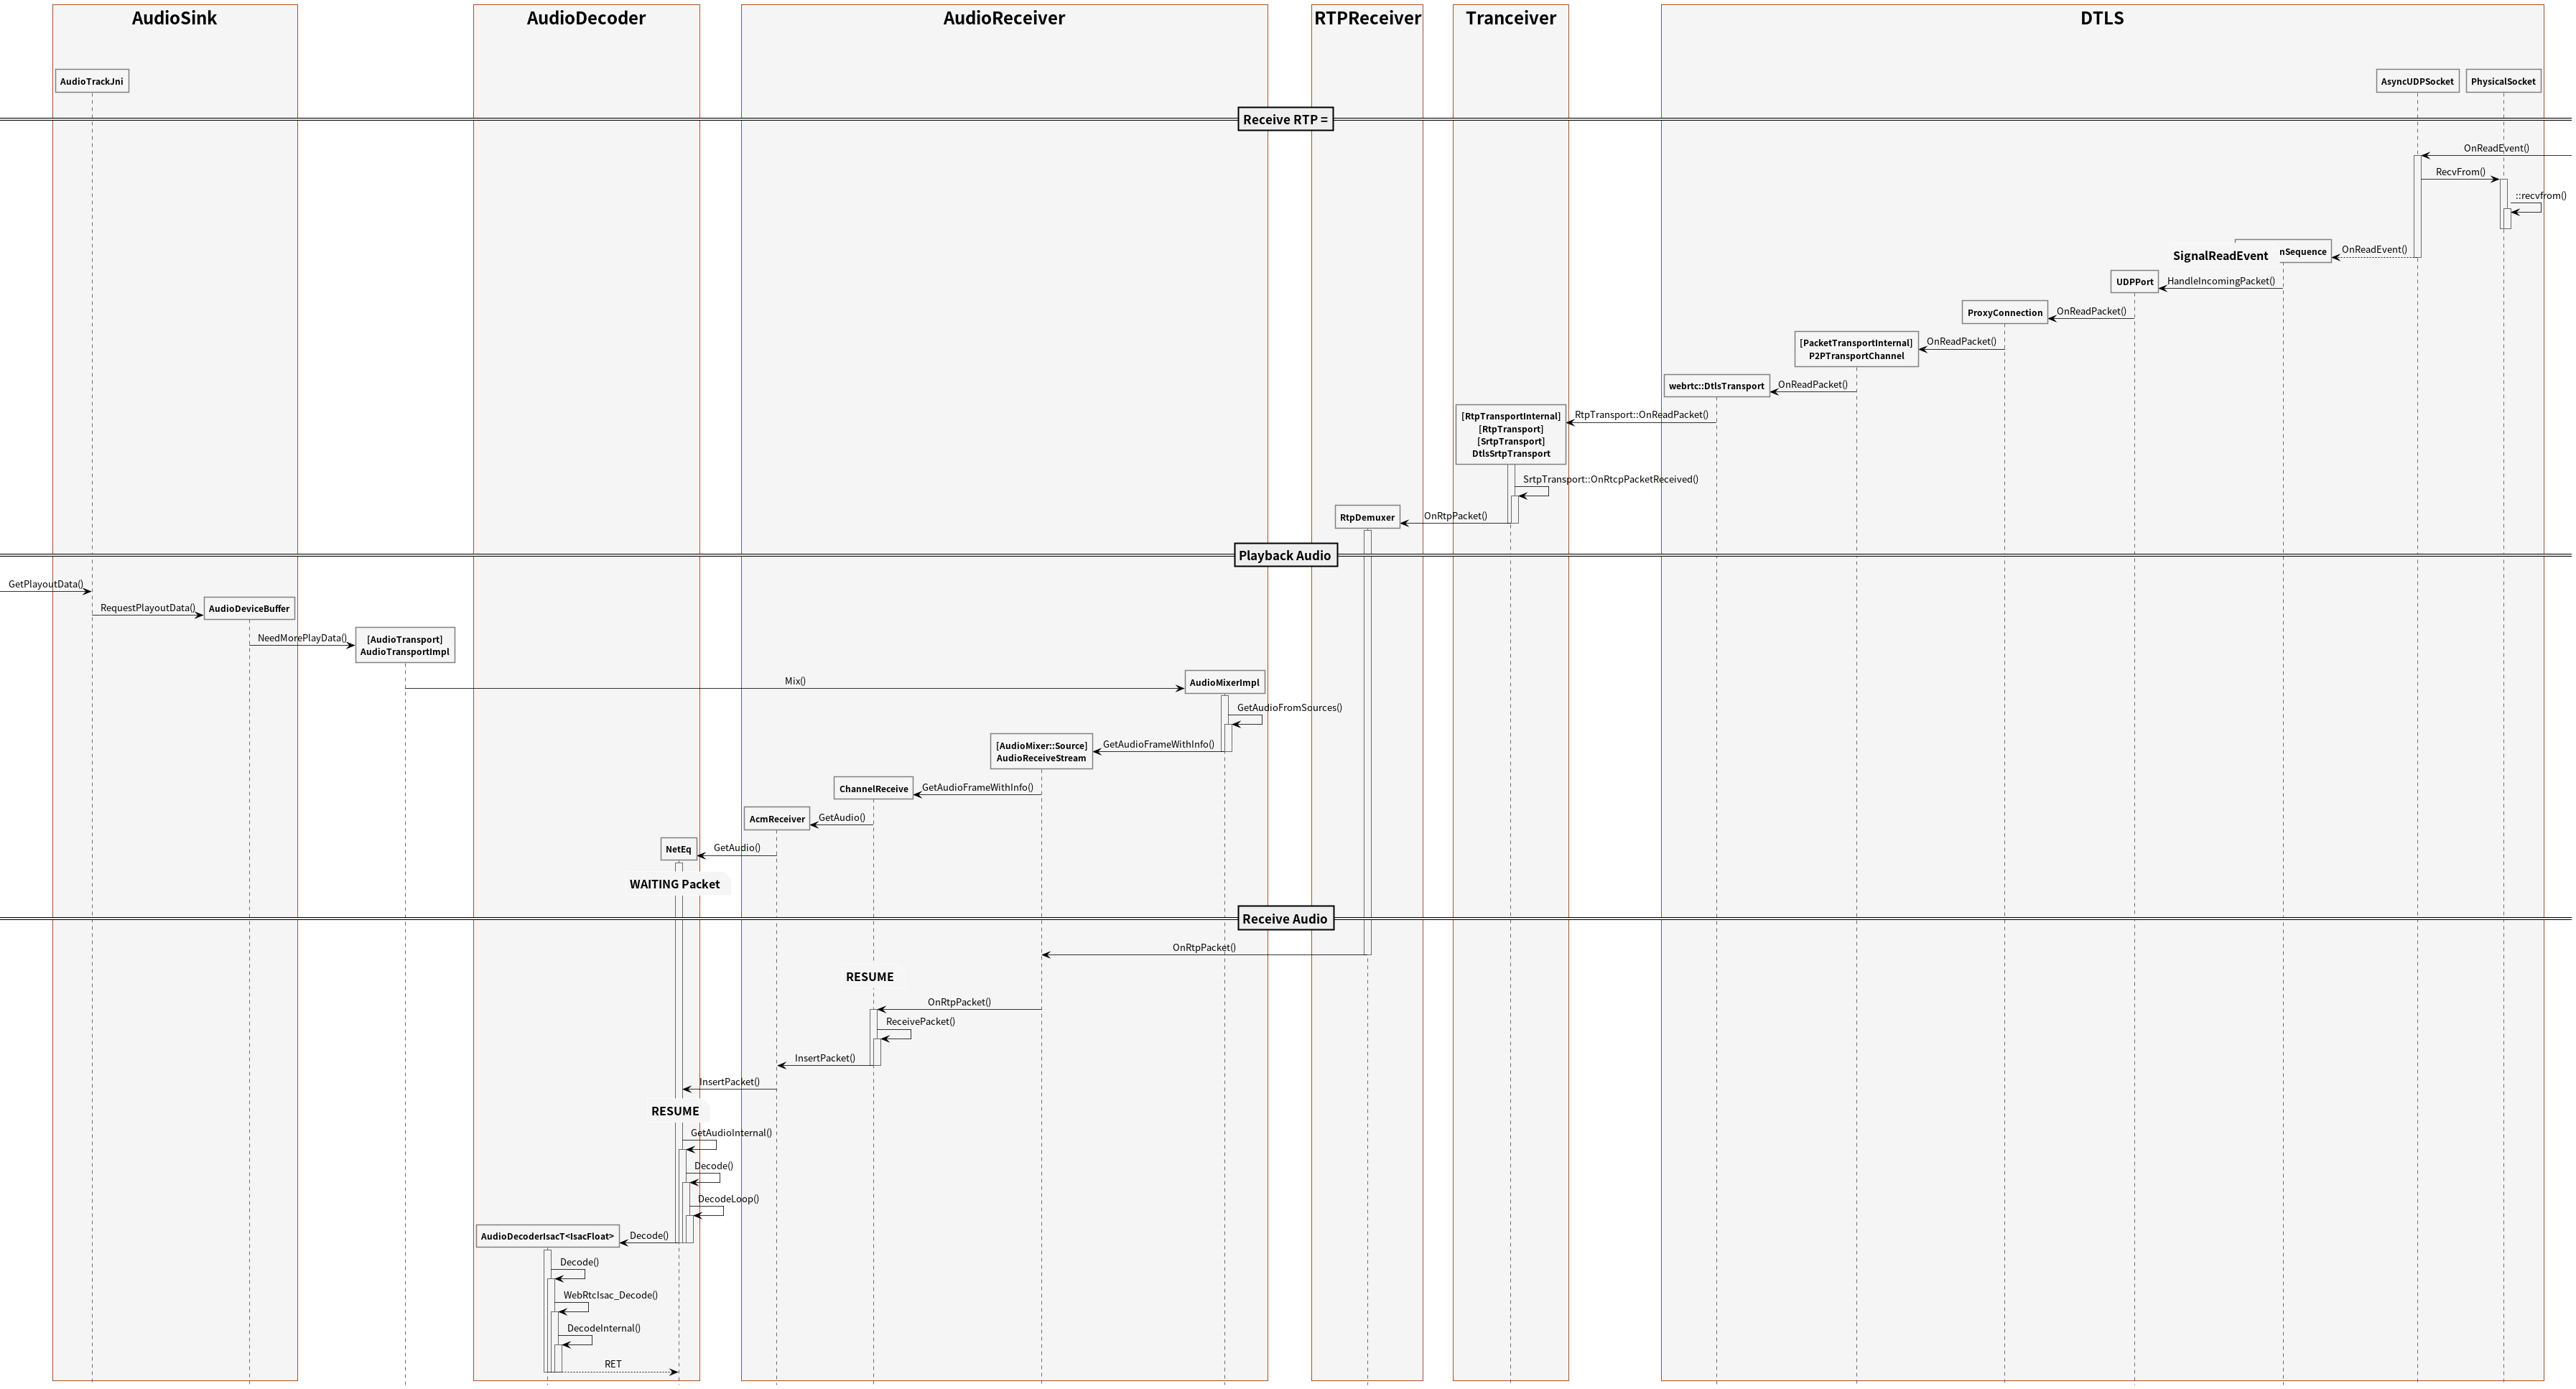 AudioSink
AudioDecoder
AudioReceiver
RTPReceiver
Tranceiver
DTLS
AudioTrackJni
AsyncUDPSocket
PhysicalSocket
Receive RTP =
OnReadEvent()
RecvFrom()
::recvfrom()
SignalReadEvent
nSequence
OnReadEvent()
UDPPort
HandleIncomingPacket()
ProxyConnection
OnReadPacket()
[PacketTransportInternal]
P2PTransportChannel
OnReadPacket()
webrtc::DtlsTransport
OnReadPacket()
[RtpTransportInternal]
[RtpTransport]
[SrtpTransport]
DtlsSrtpTransport
RtpTransport::OnReadPacket()
SrtpTransport::OnRtcpPacketReceived()
RtpDemuxer
OnRtpPacket()
Playback Audio
GetPlayoutData()
RequestPlayoutData()
AudioDeviceBuffer
NeedMorePlayData()
[AudioTransport]
AudioTransportImpl
Mix()
AudioMixerImpl
GetAudioFromSources()
[AudioMixer::Source]
AudioReceiveStream
GetAudioFrameWithInfo()
ChannelReceive
GetAudioFrameWithInfo()
AcmReceiver
GetAudio()
NetEq
GetAudio()
WAITING Packet
Receive Audio
OnRtpPacket()
RESUME
OnRtpPacket()
ReceivePacket()
InsertPacket()
InsertPacket()
RESUME
GetAudioInternal()
Decode()
DecodeLoop()
AudioDecoderIsacT<IsacFloat>
Decode()
Decode()
WebRtcIsac_Decode()
DecodeInternal()
RET